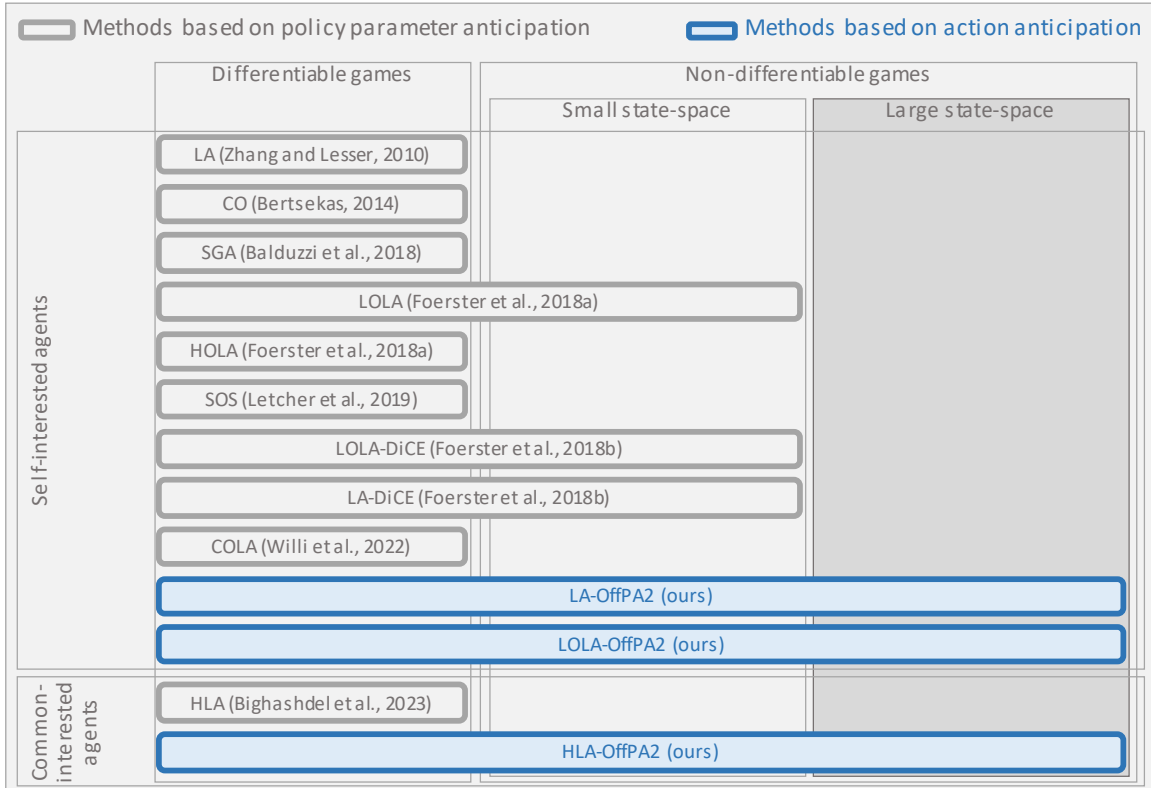 Methods based on policy parameter anticipation
Methods based on action anticipation
Differentiable games
Non-differentiable games
Small state-space
Large state-space
Self-interested agents
LA (Zhang and Lesser, 2010)
CO (Bertsekas, 2014)
SGA (Balduzzi et al., 2018)
LOLA (Foerster et al., 2018a)
HOLA (Foerster et al., 2018a)
SOS (Letcher et al., 2019)
LOLA-DiCE (Foerster et al., 2018b)
LA-DiCE (Foerster et al., 2018b)
COLA (Willi et al., 2022)
LA-OffPA2 (ours)
LOLA-OffPA2 (ours)
Common-
interested
agents
HLA (Bighashdel et al., 2023)
HLA-OffPA2 (ours)